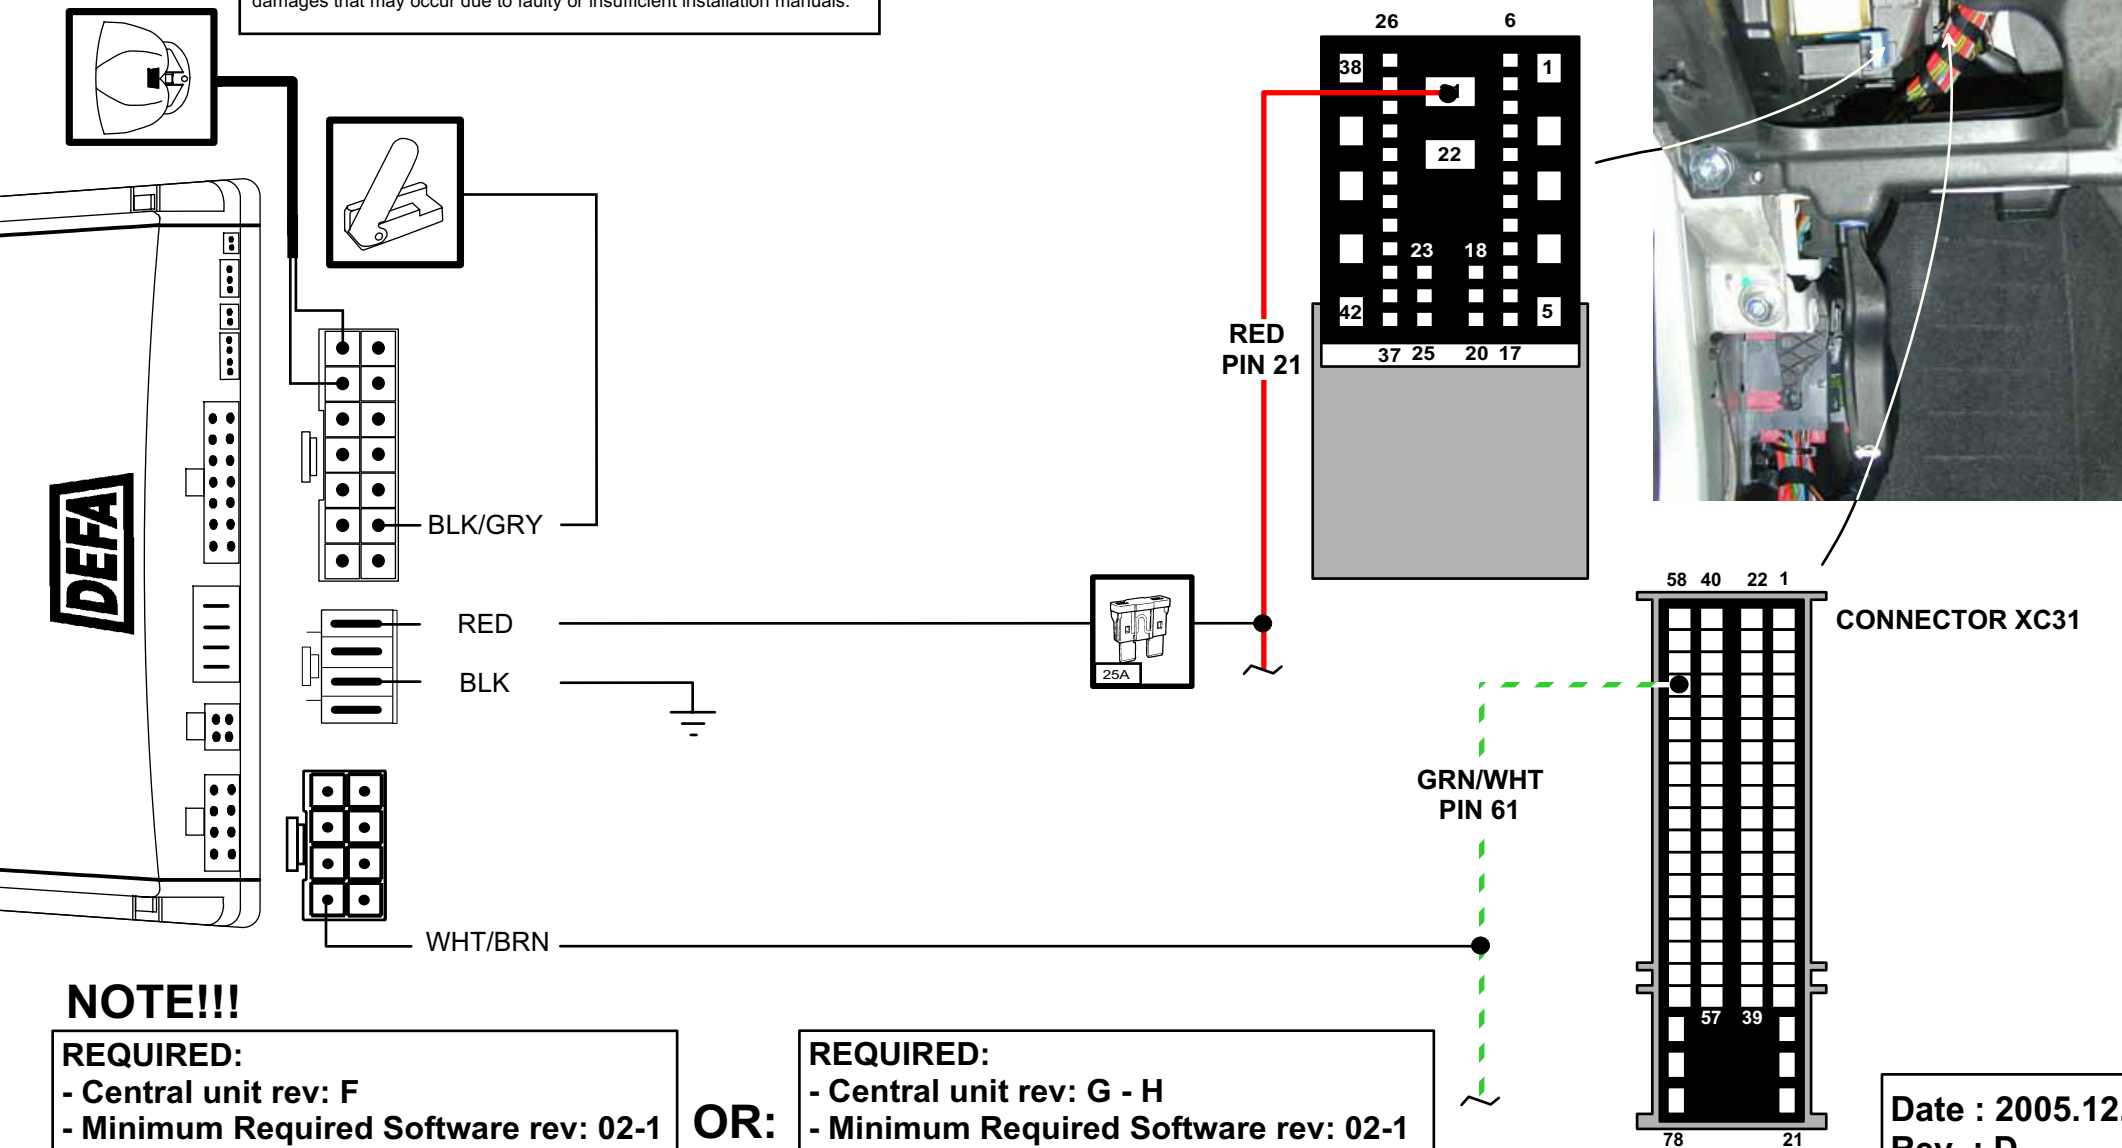 damages that may occur due to faulty or insufficient installation manuals.
26 6
38 1
22
23 18
42 5
37 25 20 17
RED
PIN 21
BLK/GRY
DEFA
RED
25A
BLK
58 40 22 1
CONNECTOR XC31
GRN/WHT
PIN 61
WHT/BRN
57 39
78 21
NOTE!!!
REQUIRED:
- Central unit rev: F
- Minimum Required Software rev: 02-1
OR:
REQUIRED:
- Central unit rev: G - H
- Minimum Required Software rev: 02-1
Date : 2005.12.
Rev. : D